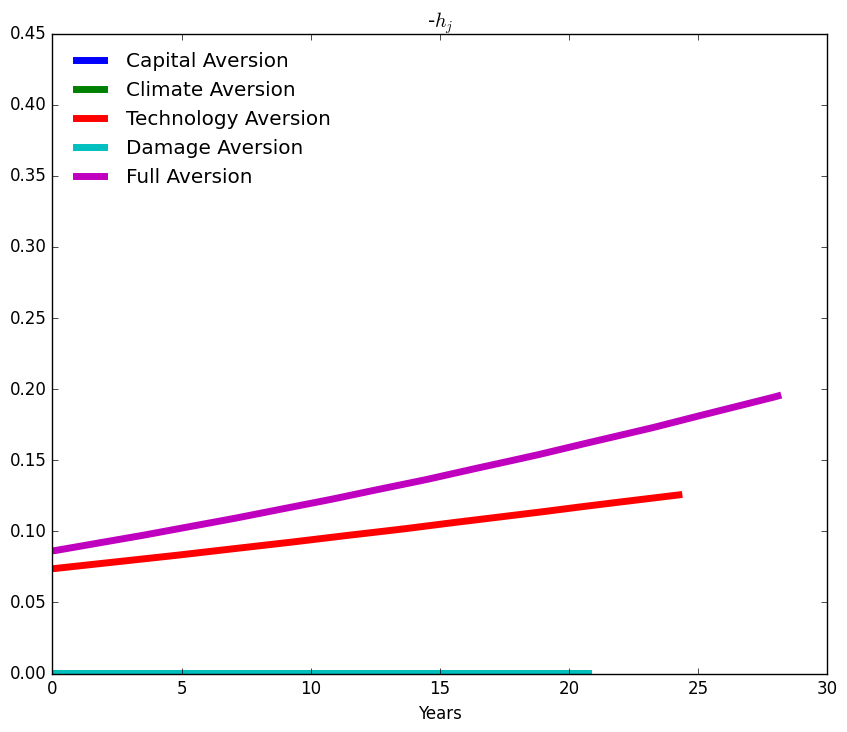 -h_j
0.45
Capital Aversion
Climate Aversion
Technology Aversion
Damage Aversion
Full Aversion
0.40
0.35
0.30
0.25
0.20
0.15
0.10
0.05
0.00
0 5 10 15 20 25 30
Years